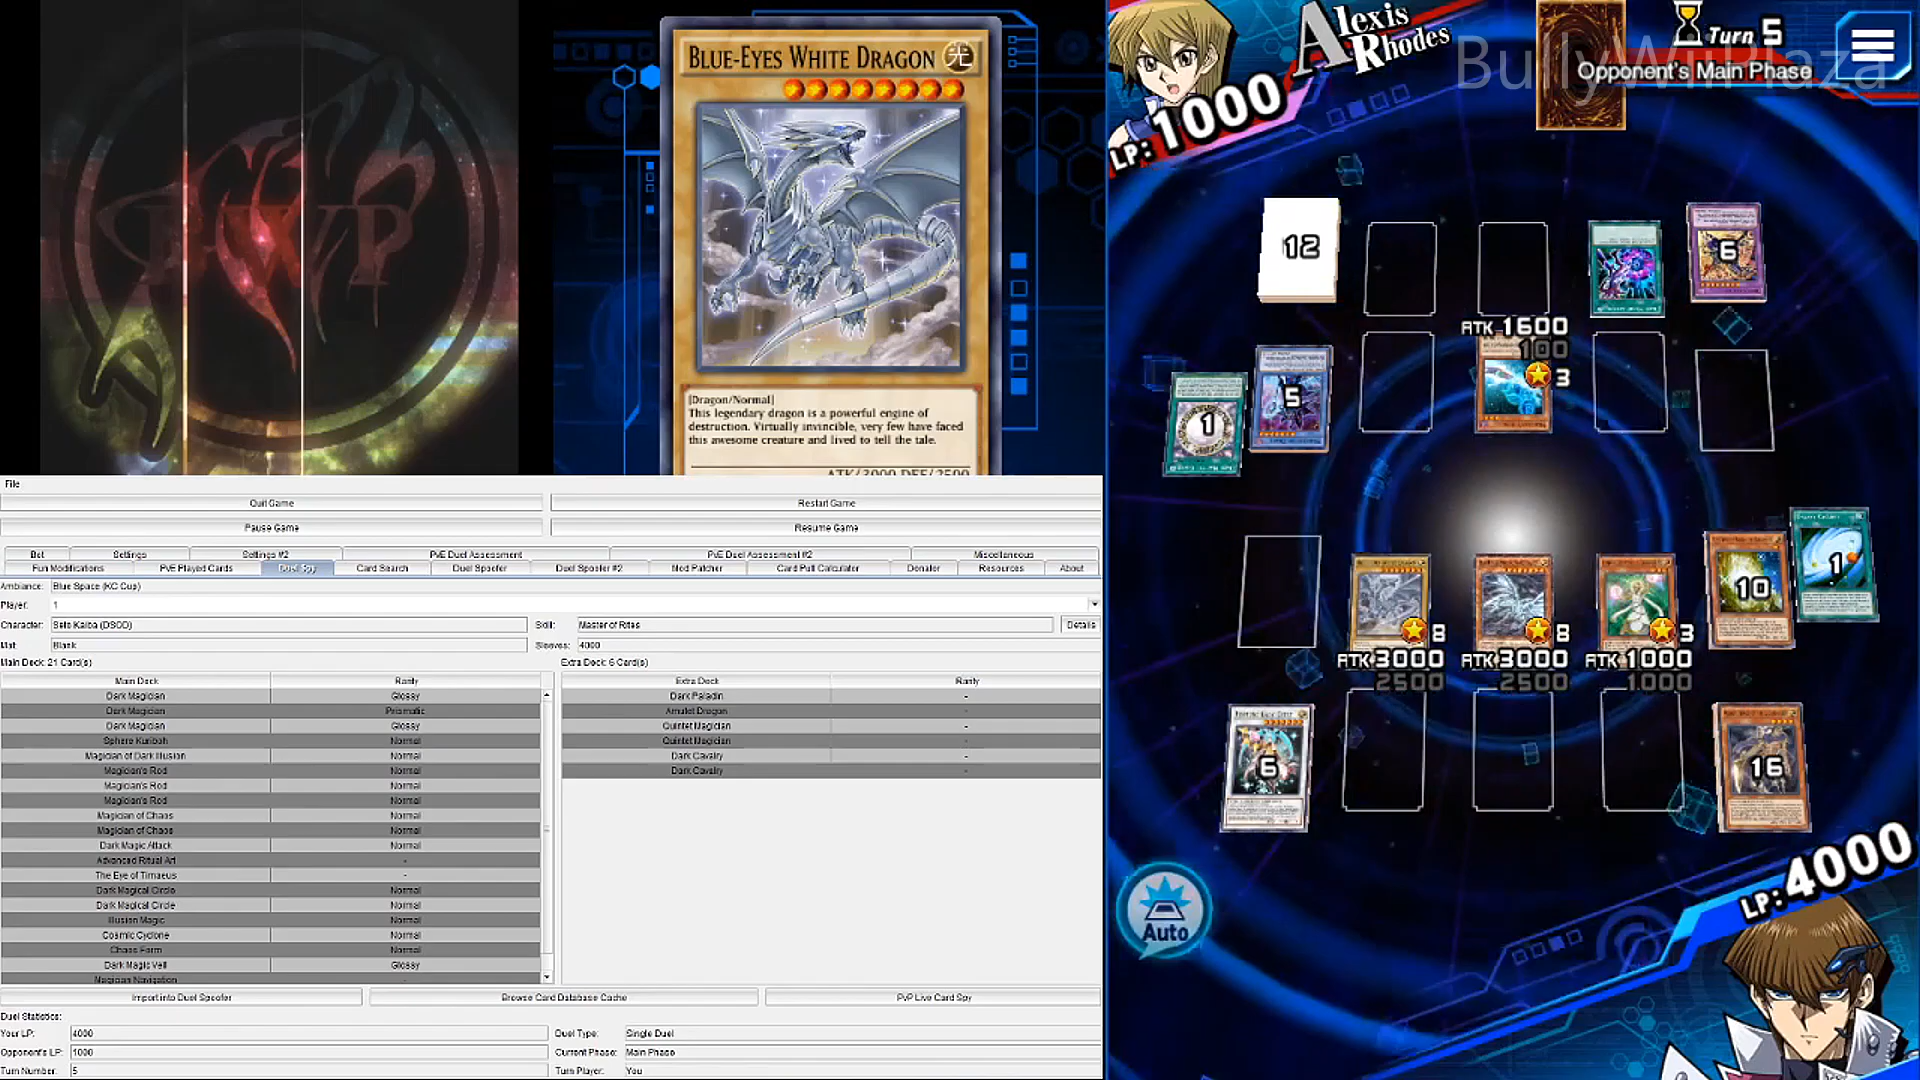 BLUE-EYES WHITE DRAGON
[Dragon/Normal]
This legendary dragon is a powerful engine of
destruction. Virtually invincible, very few have faced
this awesome creature and lived to tell the tale.
ATK/3000 DEF/2500
File
Quit Game
Restart Game
Pause Game
Resume Game
Bot
Settings
Settings #2
PvE Duel Assessment
PvE Duel Assessment #2
Miscellaneous
Fun Modifications
PvE Played Cards
Duel Spy
Card Search
Duel Spoofer
Duel Spoofer #2
Mod Patcher
Card Pull Calculator
Donator
Resources
About
Ambiance: Blue Space (KC Cup)
Player: 1
Character: Seto Kaiba (DSOD)
Skill: Master of Rites
Details
Mat: Blank
Sleeves: 4000
Main Deck: 21 Card(s)
Extra Deck: 6 Card(s)
Main Deck Rarity
Dark Magician Glossy
Dark Magician Prismatic
Dark Magician Glossy
Sphere Kuriboh Normal
Magician of Dark Illusion Normal
Magician's Rod Normal
Magician's Rod Normal
Magician's Rod Normal
Magician of Chaos Normal
Magician of Chaos Normal
Dark Magic Attack Normal
Advanced Ritual Art -
The Eye of Timaeus -
Dark Magical Circle Normal
Dark Magical Circle Normal
Illusion Magic Normal
Cosmic Cyclone Normal
Chaos Form Normal
Dark Magic Veil Glossy
Magician Navigation
Extra Deck Rarity
Dark Paladin -
Amulet Dragon -
Quintet Magician -
Quintet Magician -
Dark Cavalry -
Dark Cavalry -
Import into Duel Spoofer
Browse Card Database Cache
PvP Live Card Spy
Duel Statistics:
Your LP: 4000
Duel Type: Single Duel
Opponent's LP: 1000
Current Phase: Main Phase
Turn Number: 5
Turn Player: You
Alexis
Rhodes
LP: 1000
Turn 5
Opponent's Main Phase
BullyWiiPlaza
12
6
ATK 1600
100
3
5
1
10
1
8
8
3
ATK 3000
2500
ATK 3000
2500
ATK 1000
1000
6
16
Auto
LP: 4000